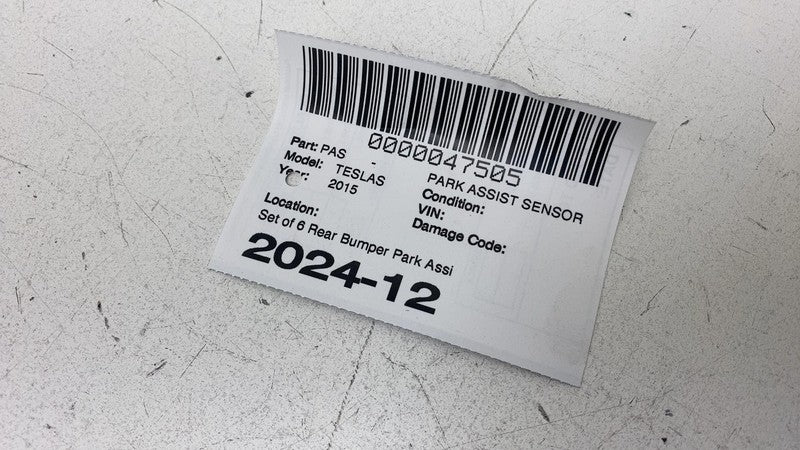 0000047505
Part: PAS - PARK ASSIST SENSOR
Model: TESLAS Condition:
Year: 2015 VIN:
Damage Code:
Location:
Set of 6 Rear Bumper Park Assi
2024-12